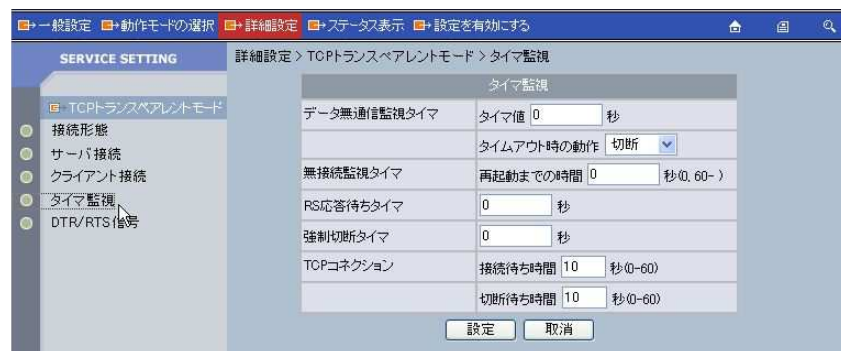 一般設定 動作モードの選択 詳細設定 ステータス表示 設定を有効にする
SERVICE SETTING
TCPトランスペアレントモード
接続形態
サーバ接続
クライアント接続
タイマ監視
DTR/RTS信号
詳細設定 > TCPトランスペアレントモード > タイマ監視
タイマ監視
データ無通信監視タイマ タイマ値 0 秒
タイムアウト時の動作 切断
無接続監視タイマ 再起動までの時間 0 秒(0, 60- )
RS応答待ちタイマ 0 秒
強制切断タイマ 0 秒
TCPコネクション 接続待ち時間 10 秒(0-60)
切断待ち時間 10 秒(0-60)
設定 取消